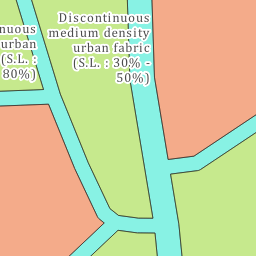 Discontinuous
medium density
urban fabric
(S.L. : 30% -
50%)
nuous
urban
(S.L. :
80%)